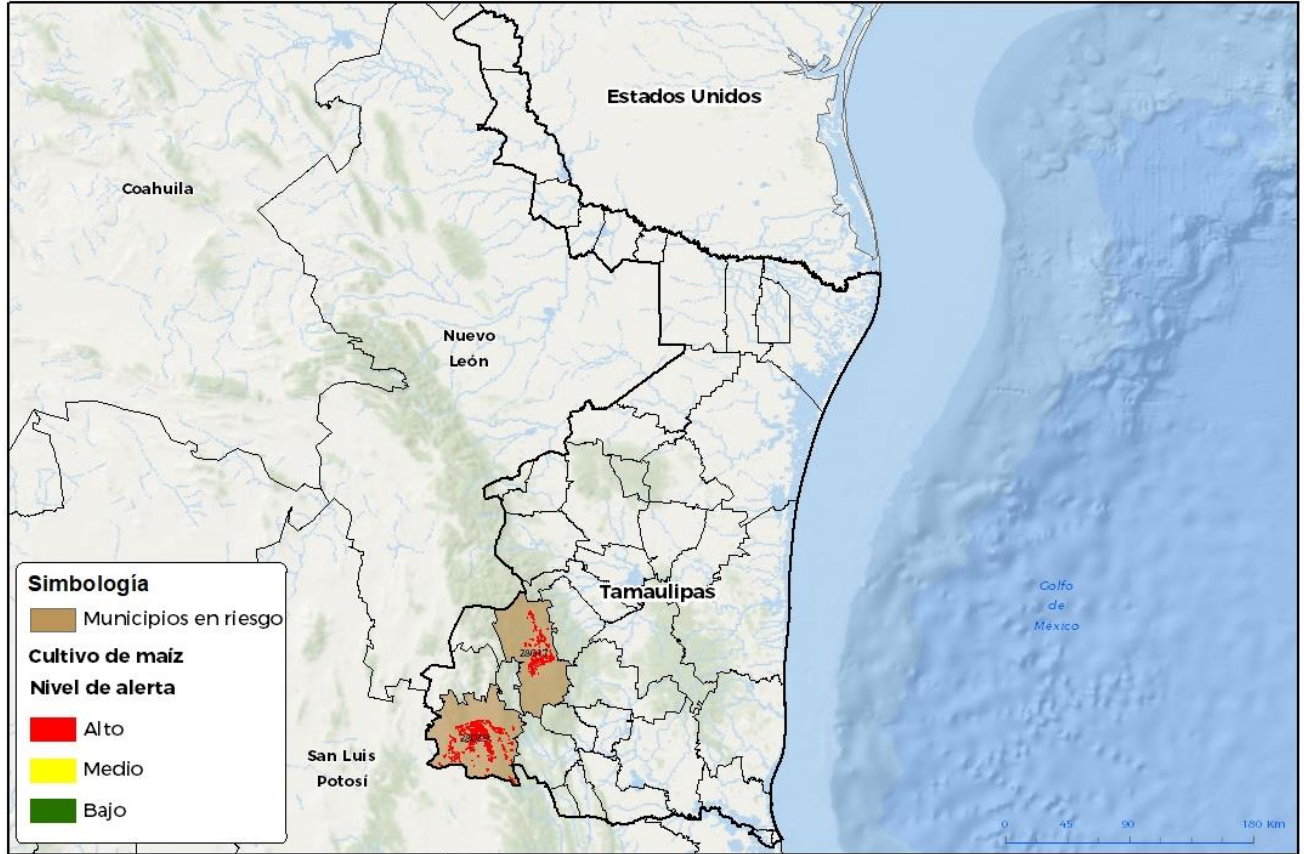 Estados Unidos
Coahuila
Nuevo
León
Golfo
de
México
Tamaulipas
San Luis
Potosí
Simbología
Municipios en riesgo
Cultivo de maíz
Nivel de alerta
Alto
Medio
Bajo
0 45 90 180 Km